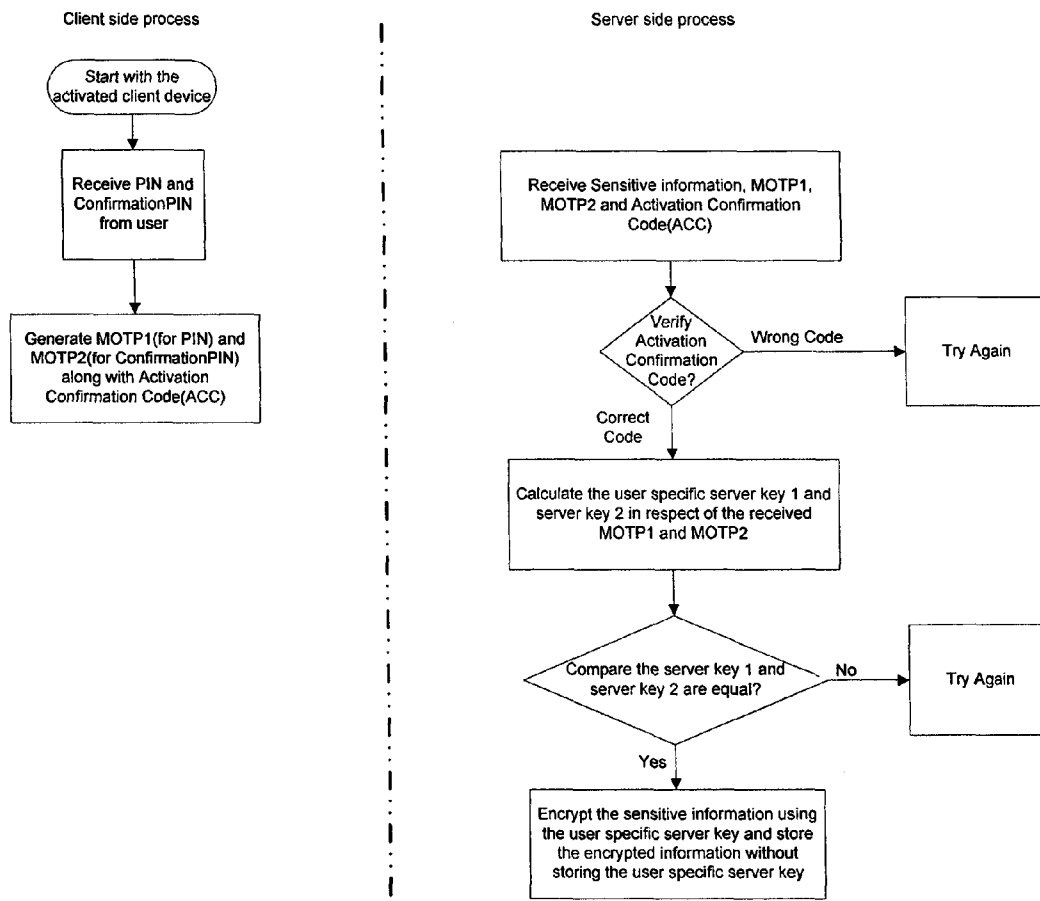 Client side process
Server side process
Start with the
activated client device
Receive PIN and
ConfirmationPIN
from user
Generate MOTP1(for PIN) and
MOTP2(for ConfirmationPIN)
along with Activation
Confirmation Code(ACC)
Receive Sensitive information, MOTP1,
MOTP2 and Activation Confirmation
Code(ACC)
Verify
Activation
Confirmation
Code?
Wrong Code
Try Again
Correct
Code
Calculate the user specific server key 1 and
server key 2 in respect of the received
MOTP1 and MOTP2
Compare the server key 1 and
server key 2 are equal?
No
Try Again
Yes
Encrypt the sensitive information using
the user specific server key and store
the encrypted information without
storing the user specific server key